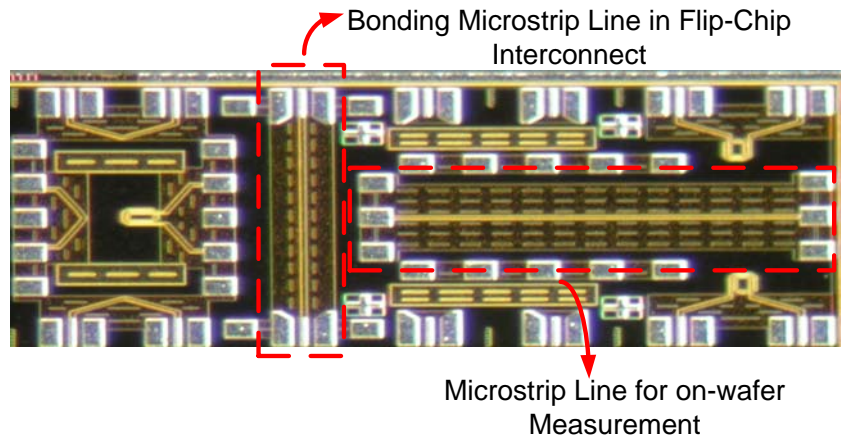 Bonding Microstrip Line in Flip-Chip
Interconnect
Microstrip Line for on-wafer
Measurement